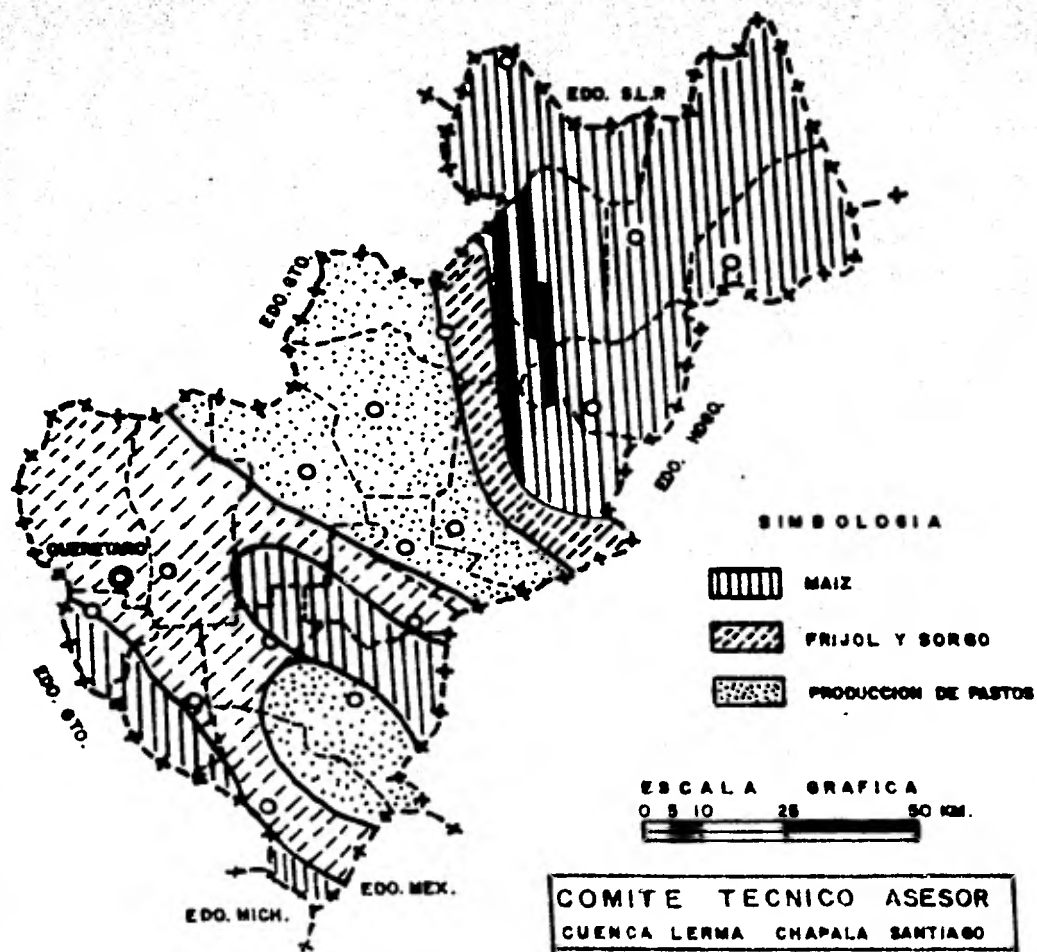 EDO. S.L.P.
EDO. GTO.
EDO. HDGO.
QUERETARO
EDO. GTO.
EDO. MEX.
EDO. MICH.
SIMBOLOGIA
MAIZ
FRIJOL Y SORGO
PRODUCCION DE PASTOS
ESCALA GRAFICA
0 5 10 25 50 KM.
COMITE TECNICO ASESOR
CUENCA LERMA CHAPALA SANTIAGO